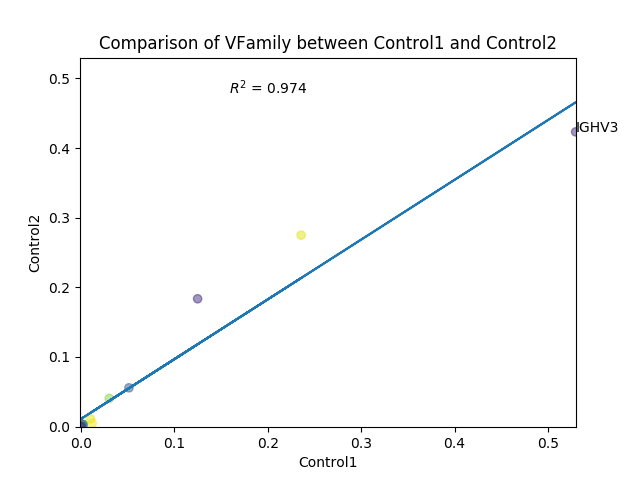 Comparison of VFamily between Control1 and Control2
R² = 0.974
IGHV3
0.5
0.4
0.3
0.2
0.1
0.0
Control2
0.0 0.1 0.2 0.3 0.4 0.5
Control1